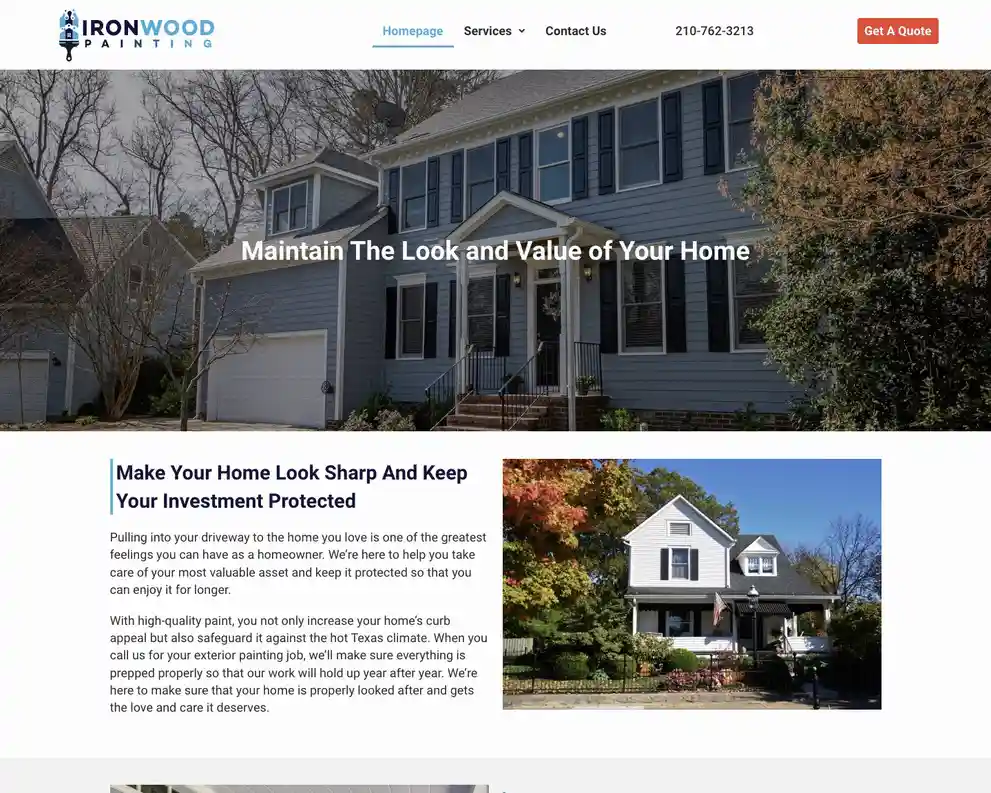 IRONWOOD
PAINTING
Homepage
Services
Contact Us
210-762-3213
Get A Quote
Maintain The Look and Value of Your Home
Make Your Home Look Sharp And Keep
Your Investment Protected
Pulling into your driveway to the home you love is one of the greatest
feelings you can have as a homeowner. We’re here to help you take
care of your most valuable asset and keep it protected so that you
can enjoy it for longer.
With high-quality paint, you not only increase your home’s curb
appeal but also safeguard it against the hot Texas climate. When you
call us for your exterior painting job, we’ll make sure everything is
prepped properly so that our work will hold up year after year. We’re
here to make sure that your home is properly looked after and gets
the love and care it deserves.